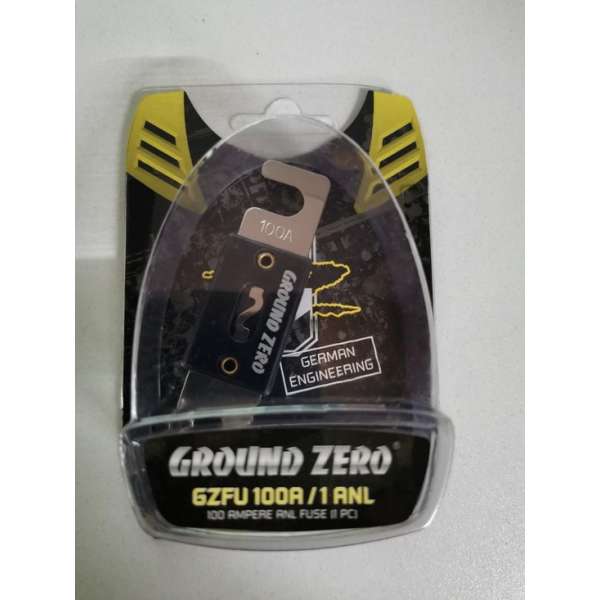 100A
GROUND ZERO
GERMAN
ENGINEERING
GROUND ZERO®
GZFU 100A / 1 ANL
100 AMPERE ANL FUSE (1 PC)